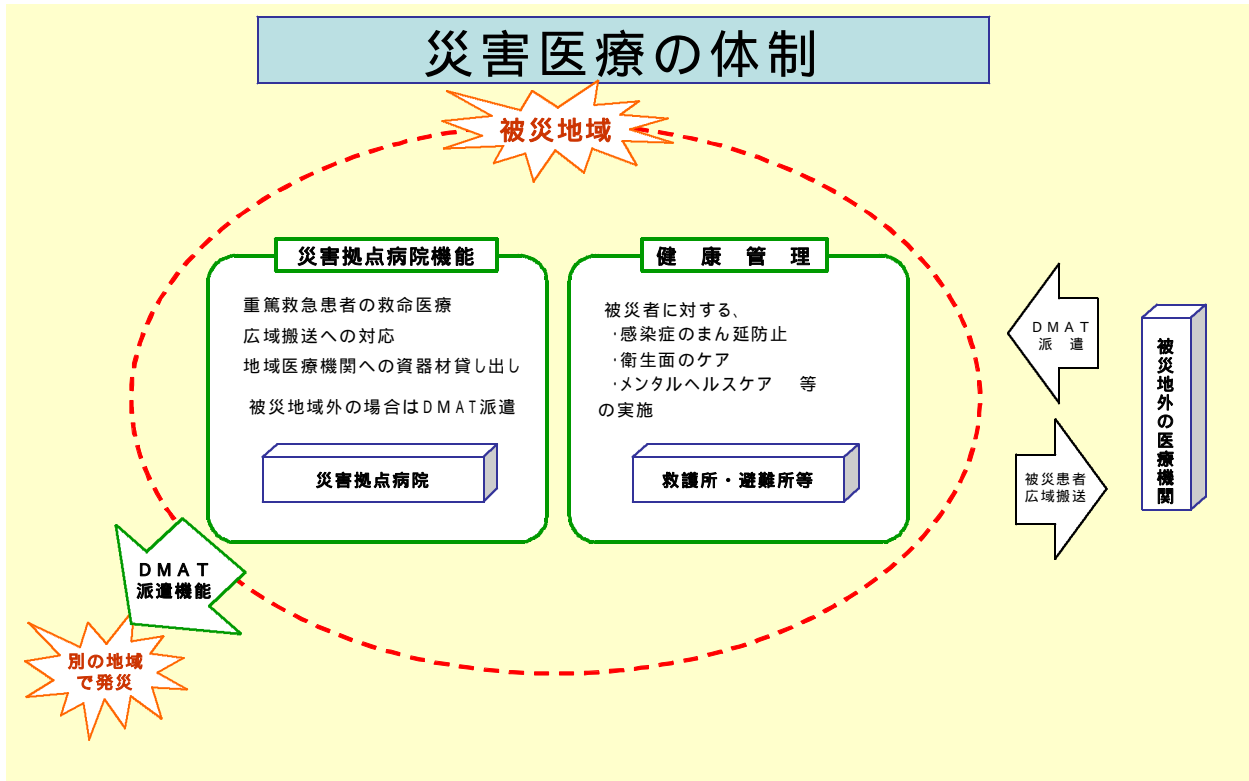 災害医療の体制
被災地域
災害拠点病院機能
重篤救急患者の救命医療
広域搬送への対応
地域医療機関への資器材貸し出し
被災地域外の場合はDMAT派遣
災害拠点病院
健康管理
被災者に対する、
・感染症のまん延防止
・衛生面のケア
・メンタルヘルスケア 等
の実施
救護所・避難所等
DMAT
派遣
被災患者
広域搬送
被災地外の医療機関
DMAT
派遣機能
別の地域
で発災